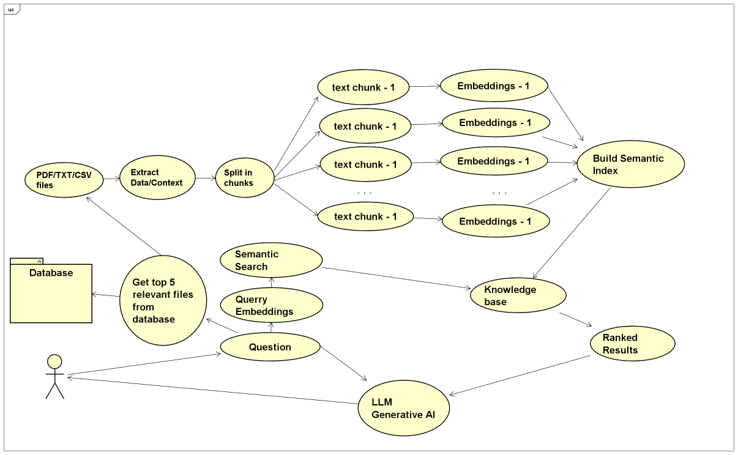 uc
text chunk - 1
Embeddings - 1
text chunk - 1
Embeddings - 1
text chunk - 1
Embeddings - 1
. . .
. . .
text chunk - 1
Embeddings - 1
Build Semantic
Index
PDF/TXT/CSV
files
Extract
Data/Context
Split in
chunks
Database
Get top 5
relevant files
from
database
Semantic
Search
Querry
Embeddings
Question
Knowledge
base
Ranked
Results
LLM
Generative AI